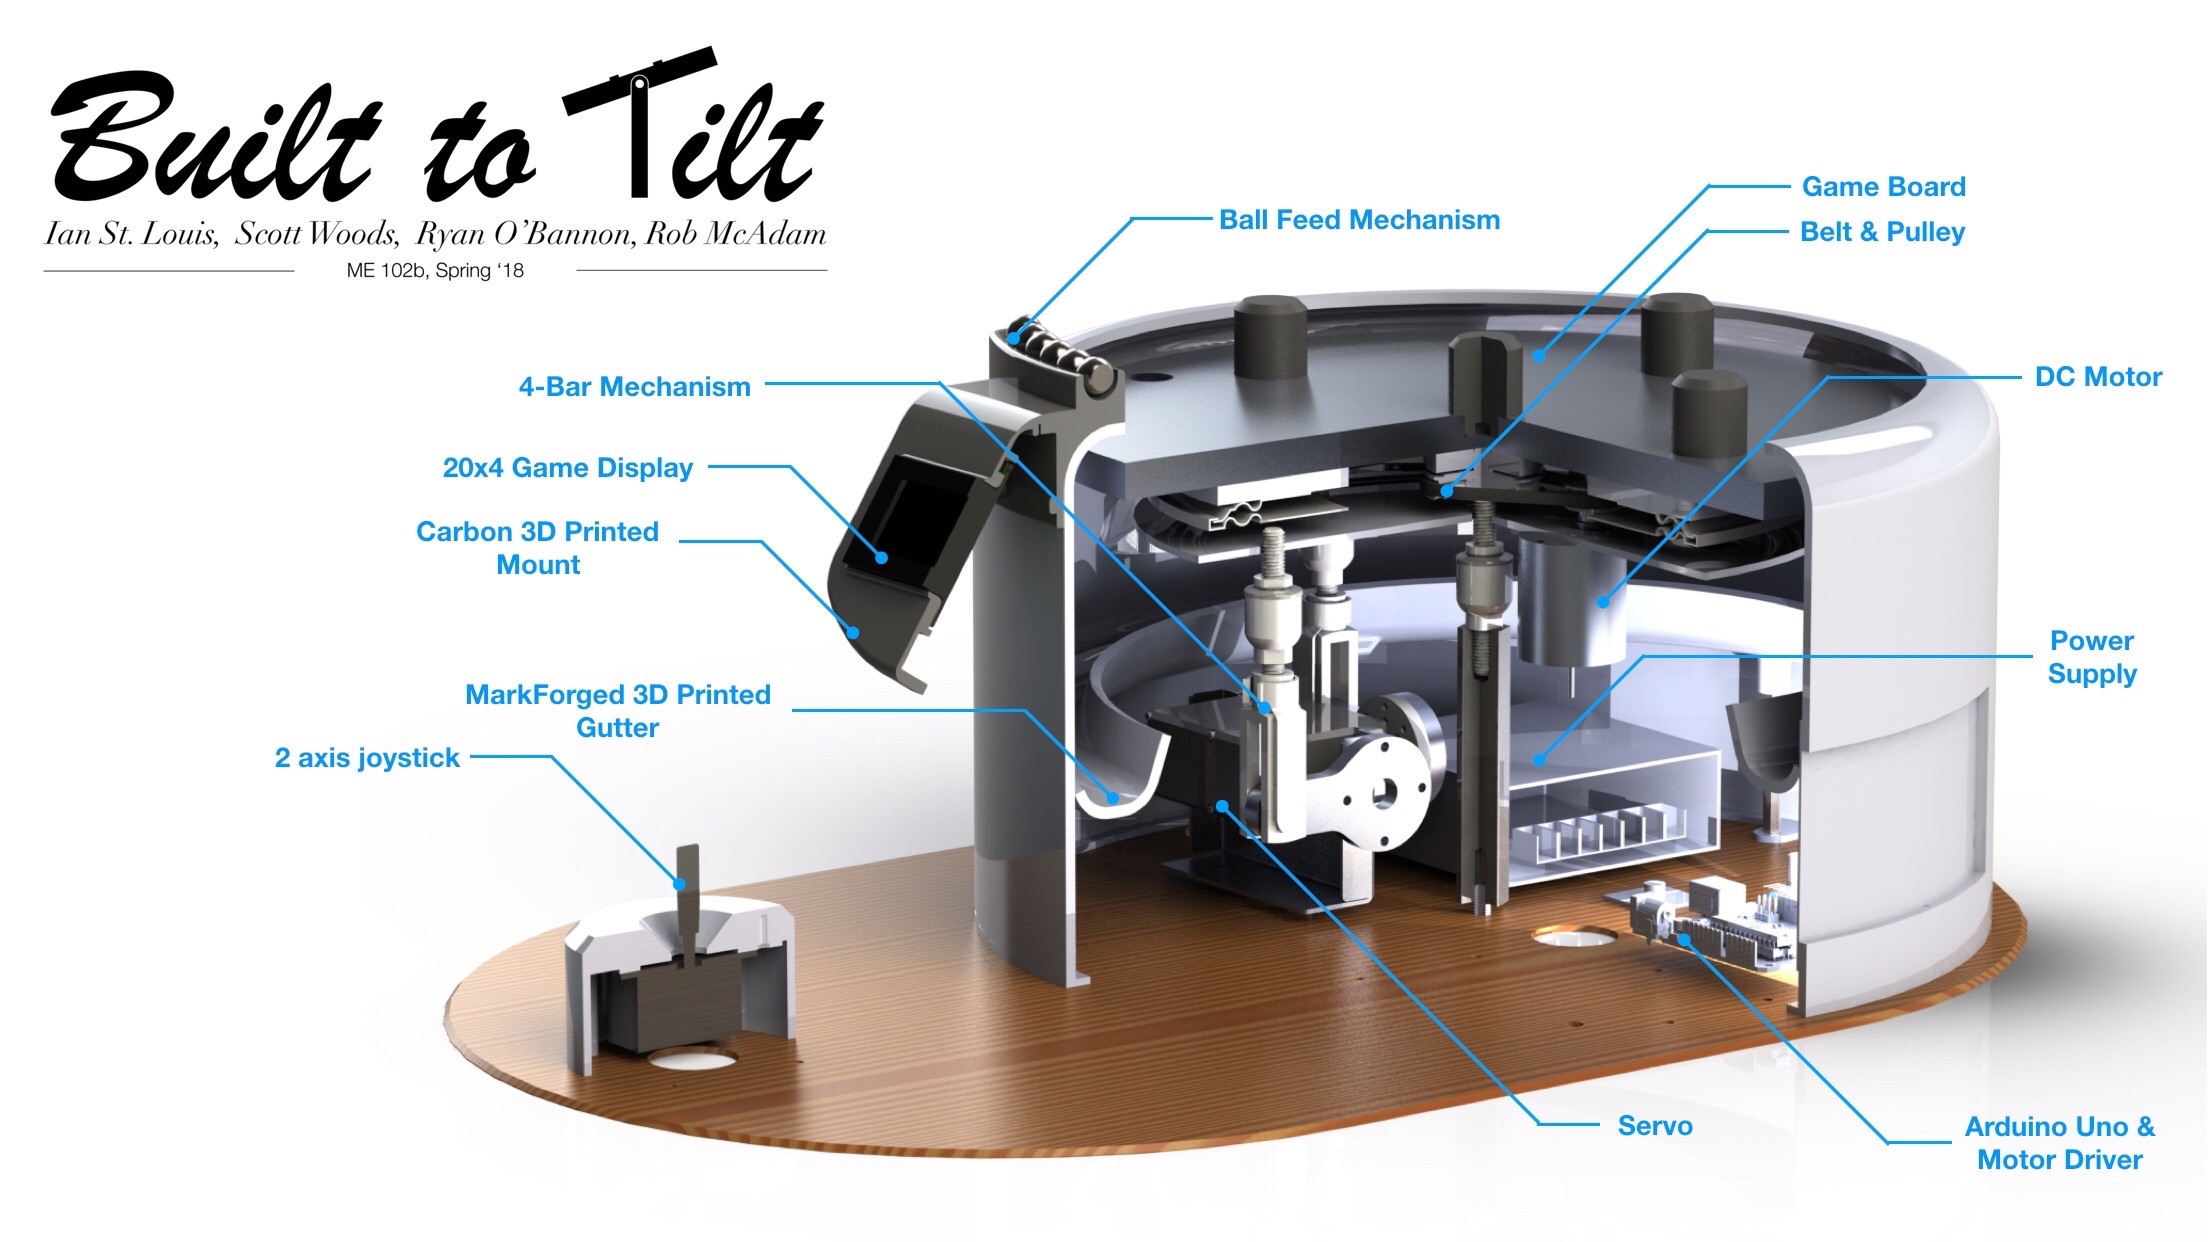 Built to Tilt
Ian St. Louis, Scott Woods, Ryan O’Bannon, Rob McAdam
ME 102b, Spring ‘18
Game Board
Ball Feed Mechanism
Belt & Pulley
DC Motor
4-Bar Mechanism
20x4 Game Display
Carbon 3D Printed
Mount
Power
Supply
MarkForged 3D Printed
Gutter
2 axis joystick
Servo
Arduino Uno &
Motor Driver